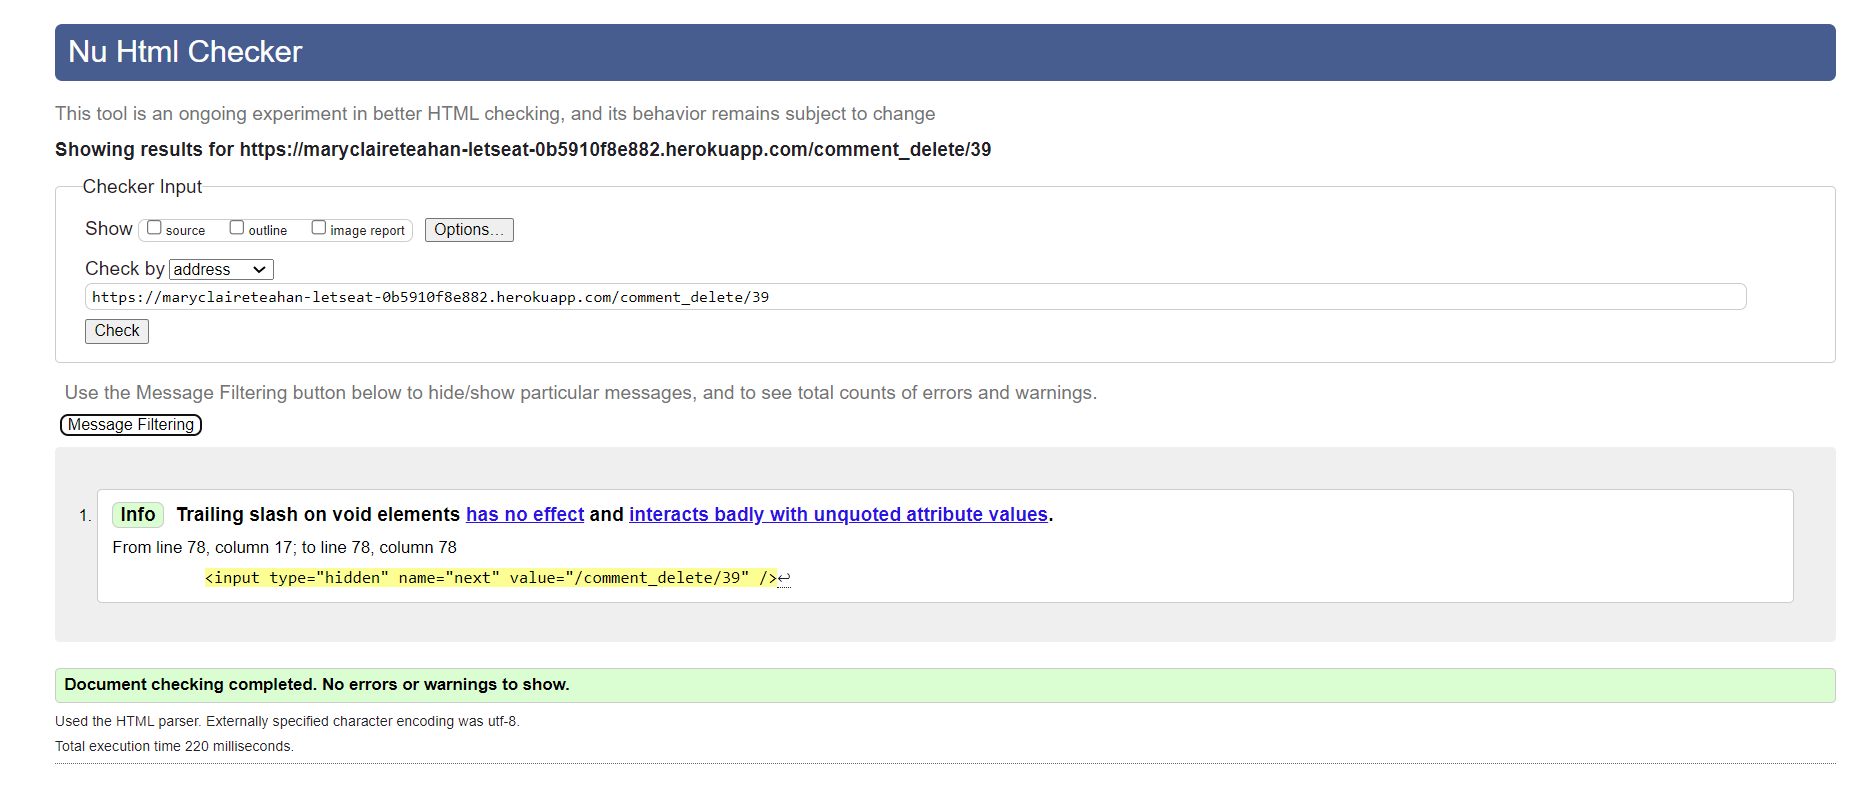 Nu Html Checker
This tool is an ongoing experiment in better HTML checking, and its behavior remains subject to change
Showing results for https://maryclaireteahan-letseat-0b5910f8e882.herokuapp.com/comment_delete/39
Checker Input
Show source outline image report Options...
Check by address
https://maryclaireteahan-letseat-0b5910f8e882.herokuapp.com/comment_delete/39
Check
Use the Message Filtering button below to hide/show particular messages, and to see total counts of errors and warnings.
Message Filtering
1. Info Trailing slash on void elements has no effect and interacts badly with unquoted attribute values.
From line 78, column 17; to line 78, column 78
<input type="hidden" name="next" value="/comment_delete/39" />↩
Document checking completed. No errors or warnings to show.
Used the HTML parser. Externally specified character encoding was utf-8.
Total execution time 220 milliseconds.